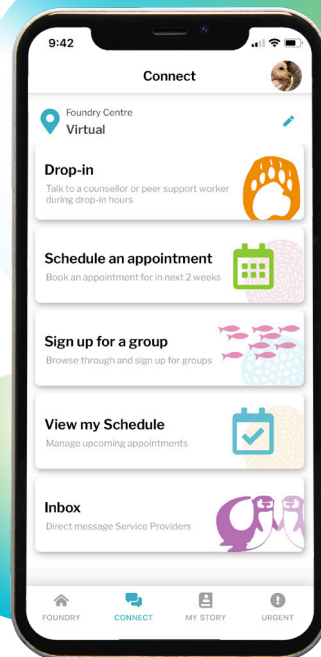 9:42
Connect
Foundry Centre
Virtual
Drop-in
Talk to a counsellor or peer support worker
during drop-in hours
Schedule an appointment
Book an appointment for in next 2 weeks
Sign up for a group
Browse through and sign up for groups
View my Schedule
Manage upcoming appointments
Inbox
Direct message Service Providers
FOUNDRY
CONNECT
MY STORY
URGENT